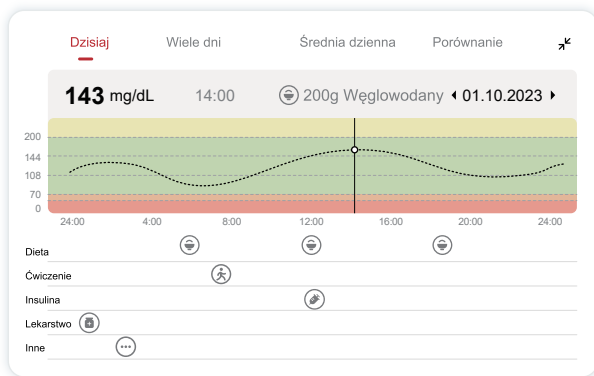 Dzisiaj Wiele dni Średnia dzienna Porównanie
143 mg/dL 14:00 200g Węglowodany 01.10.2023
200
144
108
70
0
24:00 4:00 8:00 12:00 16:00 20:00 24:00
Dieta
Ćwiczenie
Insulina
Lekarstwo
Inne